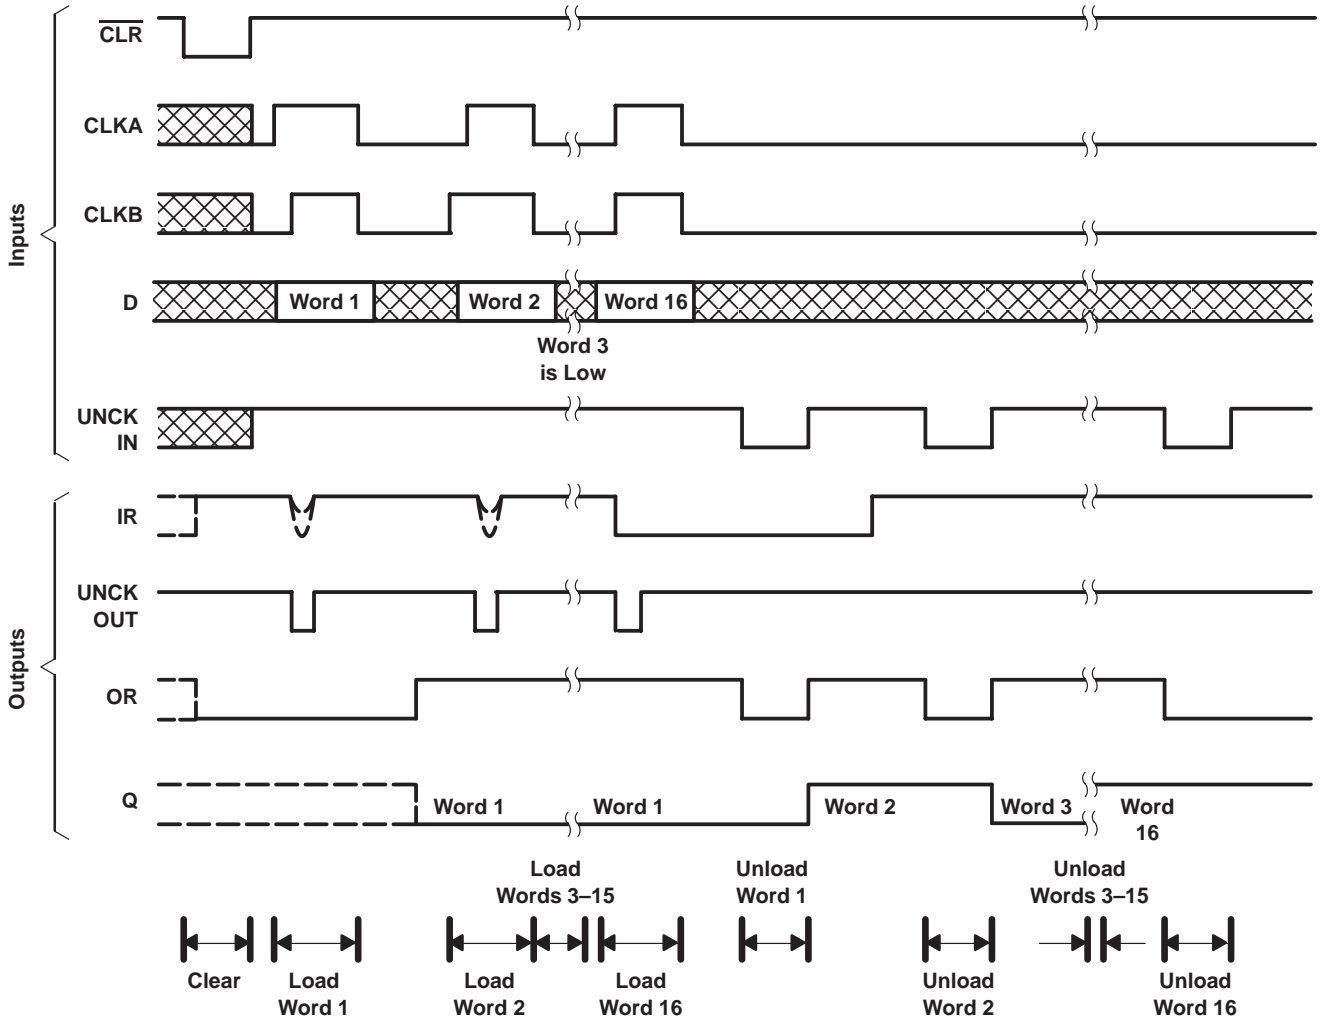 Inputs
CLR
CLKA
CLKB
D
Word 1
Word 2
Word 16
Word 3
is Low
UNCK
IN
Outputs
IR
UNCK
OUT
OR
Q
Word 1
Word 1
Word 2
Word 3
Word
16
Load
Words 3–15
Unload
Word 1
Unload
Words 3–15
Clear
Load
Word 1
Load
Word 2
Load
Word 16
Unload
Word 2
Unload
Word 16